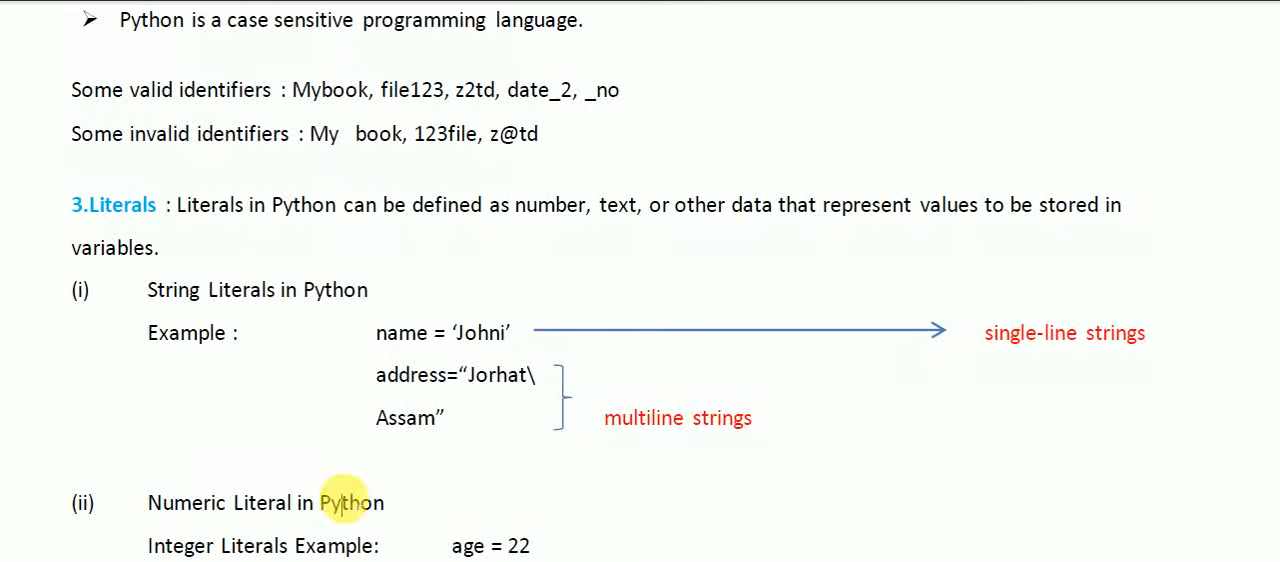 ➢ Python is a case sensitive programming language.
Some valid identifiers : Mybook, file123, z2td, date_2, _no
Some invalid identifiers : My book, 123file, z@td
3.Literals : Literals in Python can be defined as number, text, or other data that represent values to be stored in
variables.
(i) String Literals in Python
Example : name = ‘Johni’ single-line strings
address=“Jorhat\
Assam” multiline strings
(ii) Numeric Literal in Python
Integer Literals Example: age = 22